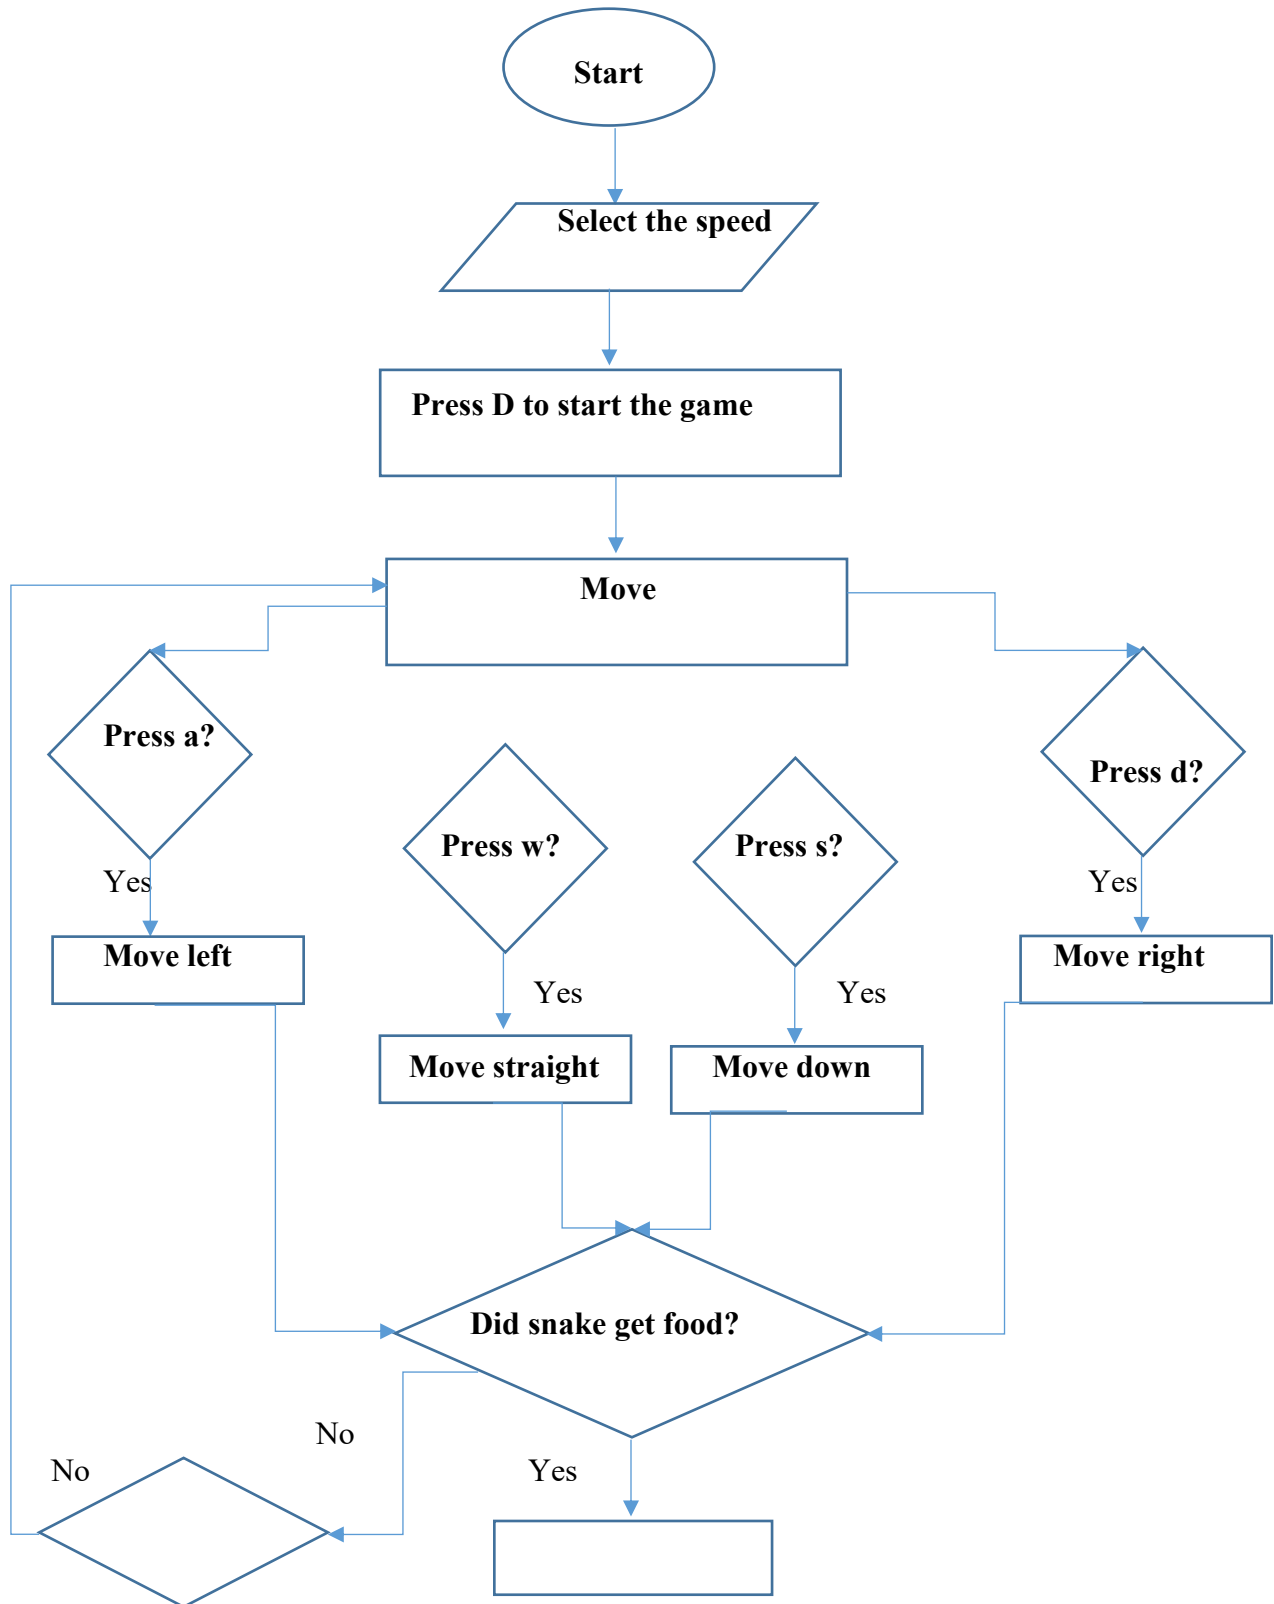 Start
Select the speed
Press D to start the game
Move
Press a?
Press d?
Press w?
Press s?
Yes
Yes
Move left
Move right
Yes
Yes
Move straight
Move down
Did snake get food?
No
No
Yes